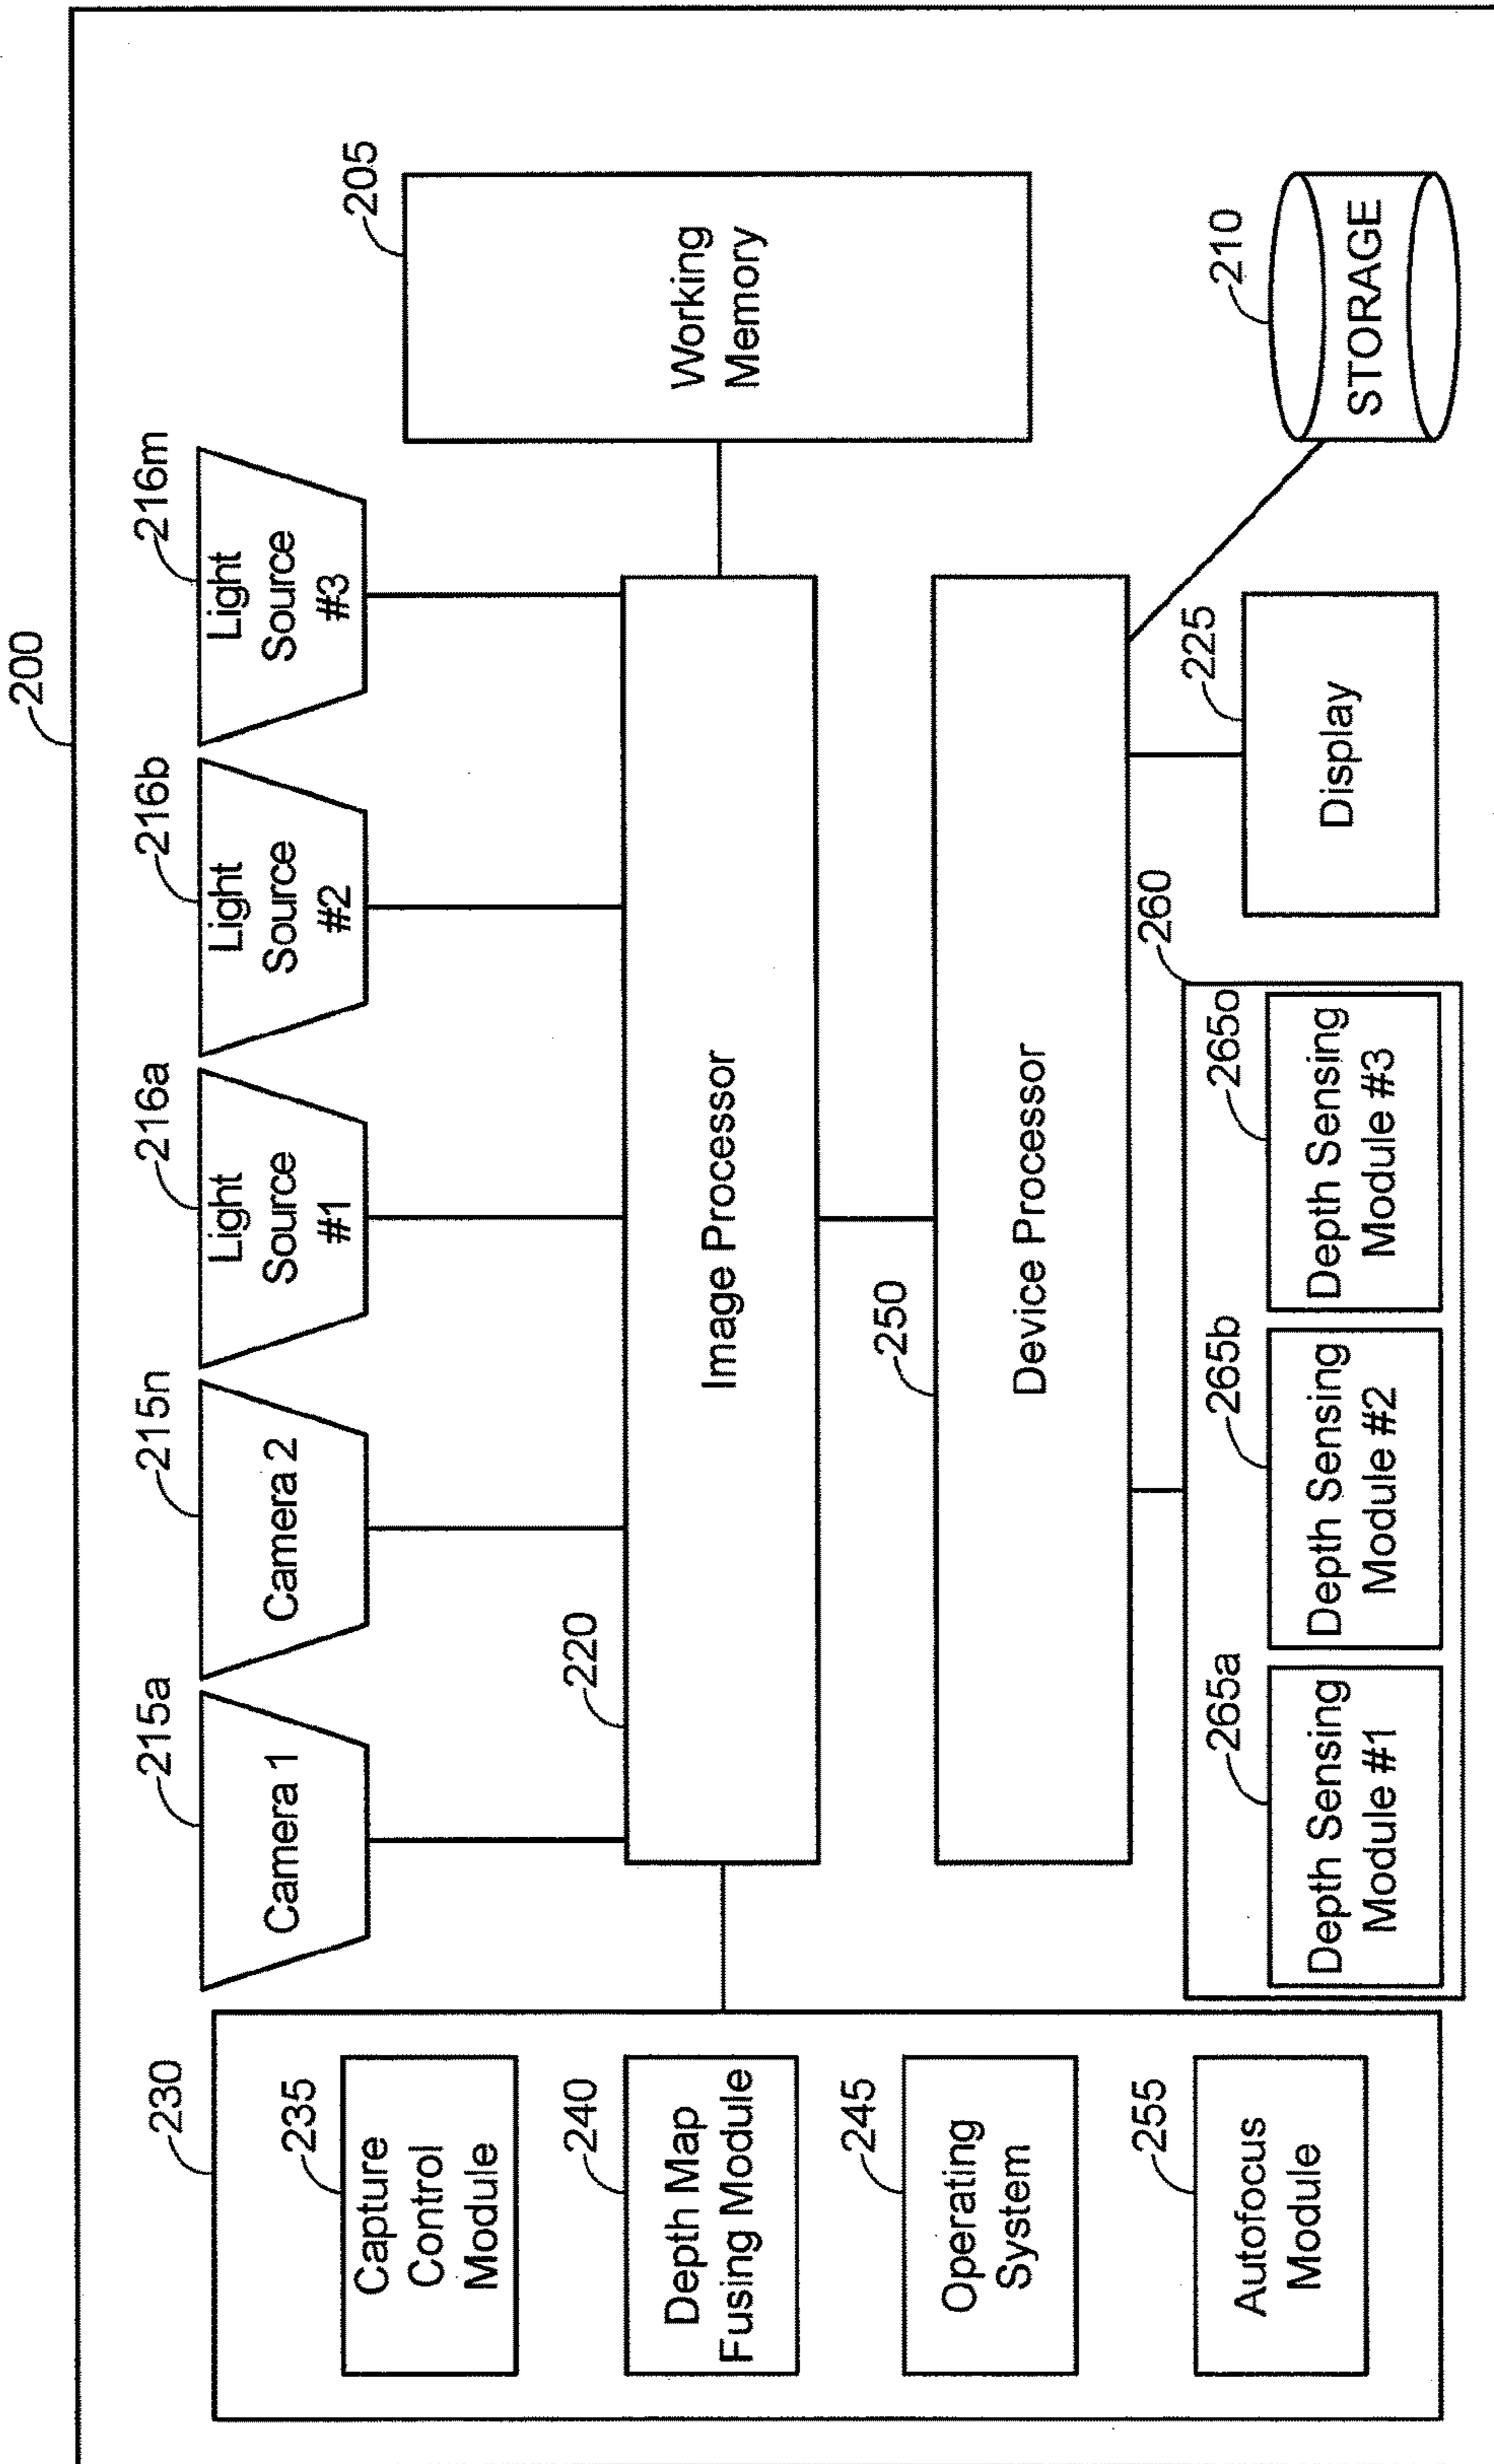 200
230
235
Capture
Control
Module
240
Depth Map
Fusing Module
245
Operating
System
255
Autofocus
Module
215a
Camera 1
215n
Camera 2
216a
Light
Source
#1
216b
Light
Source
#2
216m
Light
Source
#3
205
Working
Memory
220
Image Processor
250
Device Processor
260
265a
Depth Sensing
Module #1
265b
Depth Sensing
Module #2
265o
Depth Sensing
Module #3
225
Display
210
STORAGE